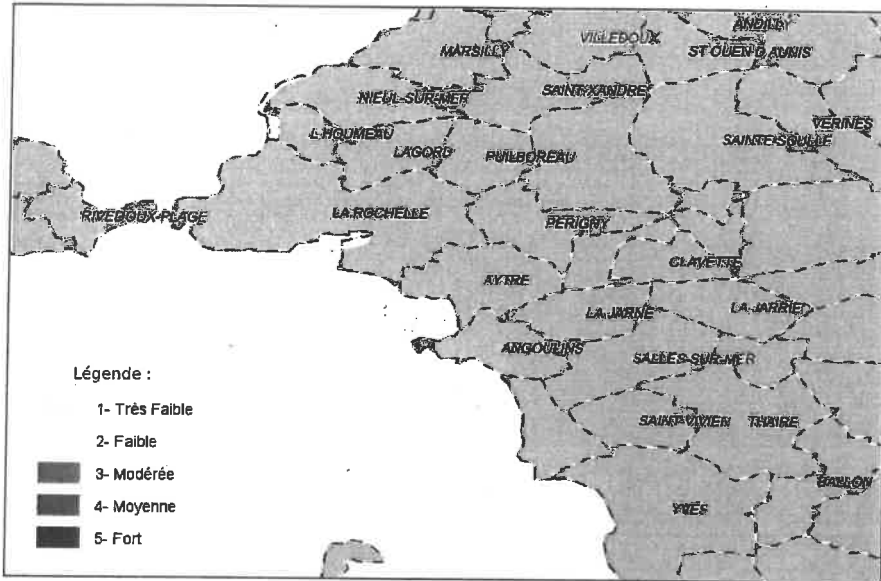 ANDILLY
VILLEDOUX
MARSILLY
ST OUEN D AUNIS
NIEUL-SUR-MER
SAINT-XANDRE
VERINES
L HOUMEAU
SAINTE-SOULLE
LAGORD
PUILBOREAU
RIVEDOUX-PLAGE
LA ROCHELLE
PERIGNY
CLAVETTE
AYTRE
LA JARNE
LA JARRIE
ANGOULINS
SALLES-SUR-MER
Légende :
1- Très Faible
2- Faible
3- Modérée
4- Moyenne
5- Fort
SAINT-VIVIEN
THAIRE
BALLON
YVES